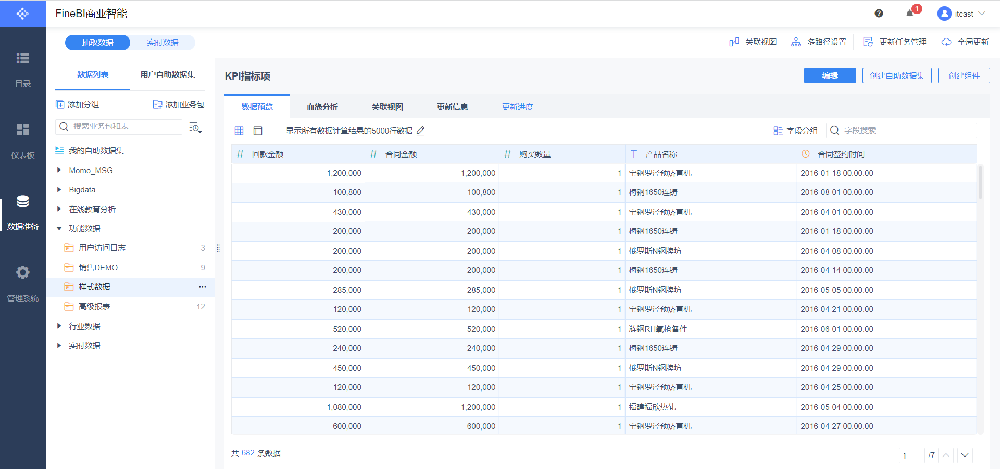 FineBI商业智能
1
itcast
抽取数据 实时数据
关联视图 多路径设置 更新任务管理 全局更新
目录
仪表板
数据准备
管理系统
数据列表 用户自助数据集
添加分组 添加业务包
搜索业务包和表
我的自助数据集
Momo_MSG
Bigdata
在线教育分析
功能数据
用户访问日志 3
销售DEMO 9
样式数据 ...
高级报表 12
行业数据
实时数据
KPI指标项
编辑 创建自助数据集 创建组件
数据预览 血缘分析 关联视图 更新信息 更新进度
显示所有数据计算结果的5000行数据 字段分组 字段搜索
# 回款金额 # 合同金额 # 购买数量 T 产品名称 合同签约时间
1,200,000 1,200,000 1 宝钢罗泾预矫直机 2016-01-18 00:00:00
100,800 100,800 1 梅钢1650连铸 2016-08-01 00:00:00
430,000 430,000 1 宝钢罗泾预矫直机 2016-04-01 00:00:00
200,000 200,000 1 梅钢1650连铸 2016-01-18 00:00:00
200,000 200,000 1 俄罗斯N钢牌坊 2016-04-08 00:00:00
200,000 200,000 1 梅钢1650连铸 2016-04-14 00:00:00
285,000 285,000 1 俄罗斯N钢牌坊 2016-05-05 00:00:00
120,000 120,000 1 宝钢罗泾预矫直机 2016-04-21 00:00:00
520,000 520,000 1 涟钢RH氧枪备件 2016-06-01 00:00:00
240,000 240,000 1 梅钢1650连铸 2016-04-29 00:00:00
450,000 450,000 1 俄罗斯N钢牌坊 2016-04-29 00:00:00
120,000 120,000 1 宝钢罗泾预矫直机 2016-04-25 00:00:00
1,080,000 1,200,000 1 福建福欣热轧 2016-05-04 00:00:00
600,000 600,000 1 宝钢罗泾预矫直机 2016-04-27 00:00:00
共 682 条数据
1 /7